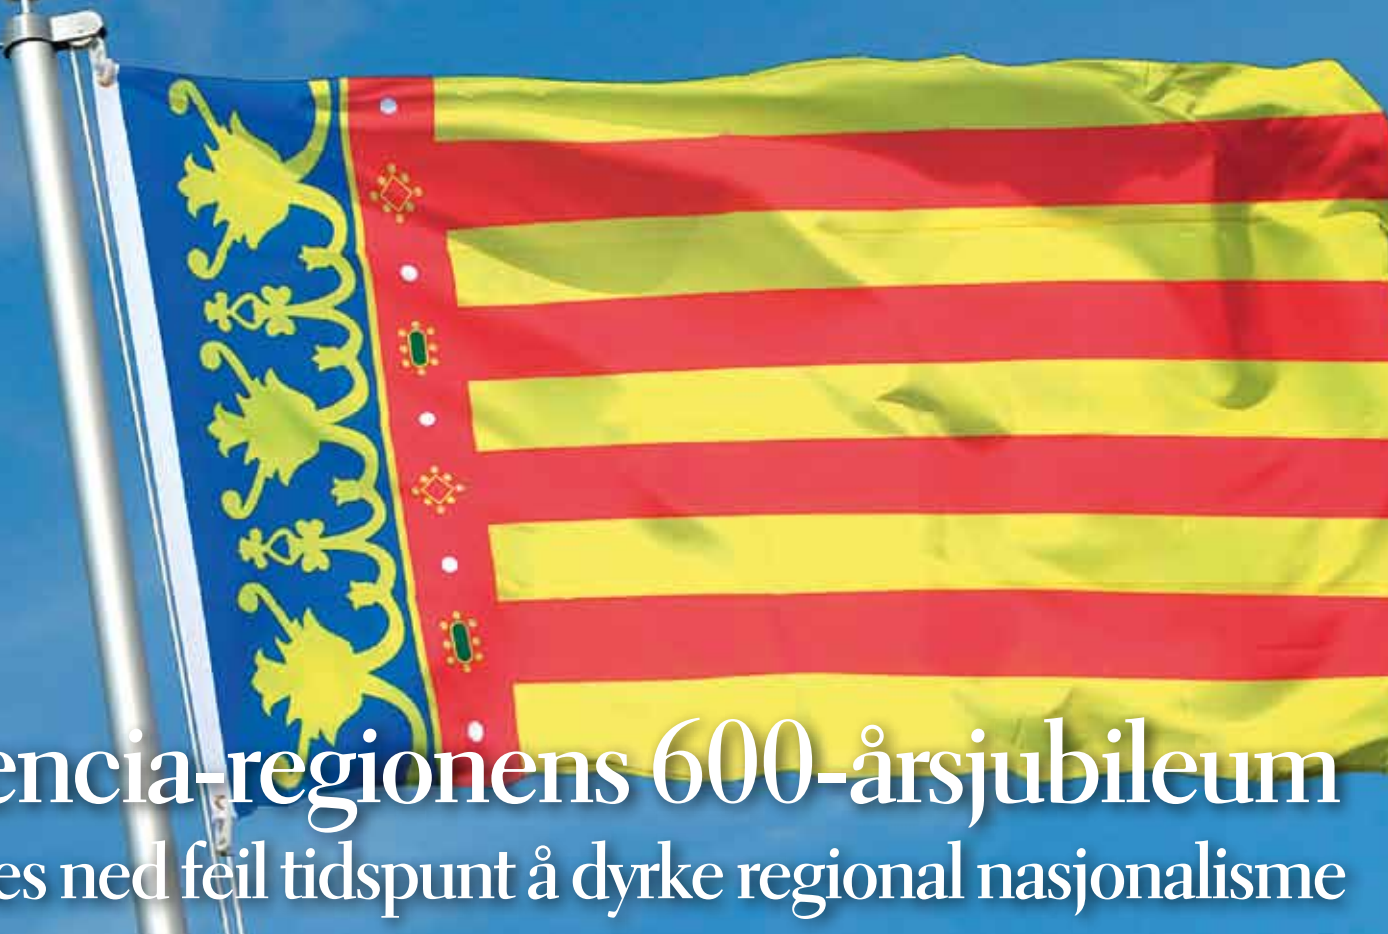 encia-regionens 600-årsjubileum
es ned feil tidspunt å dyrke regional nasjonalisme